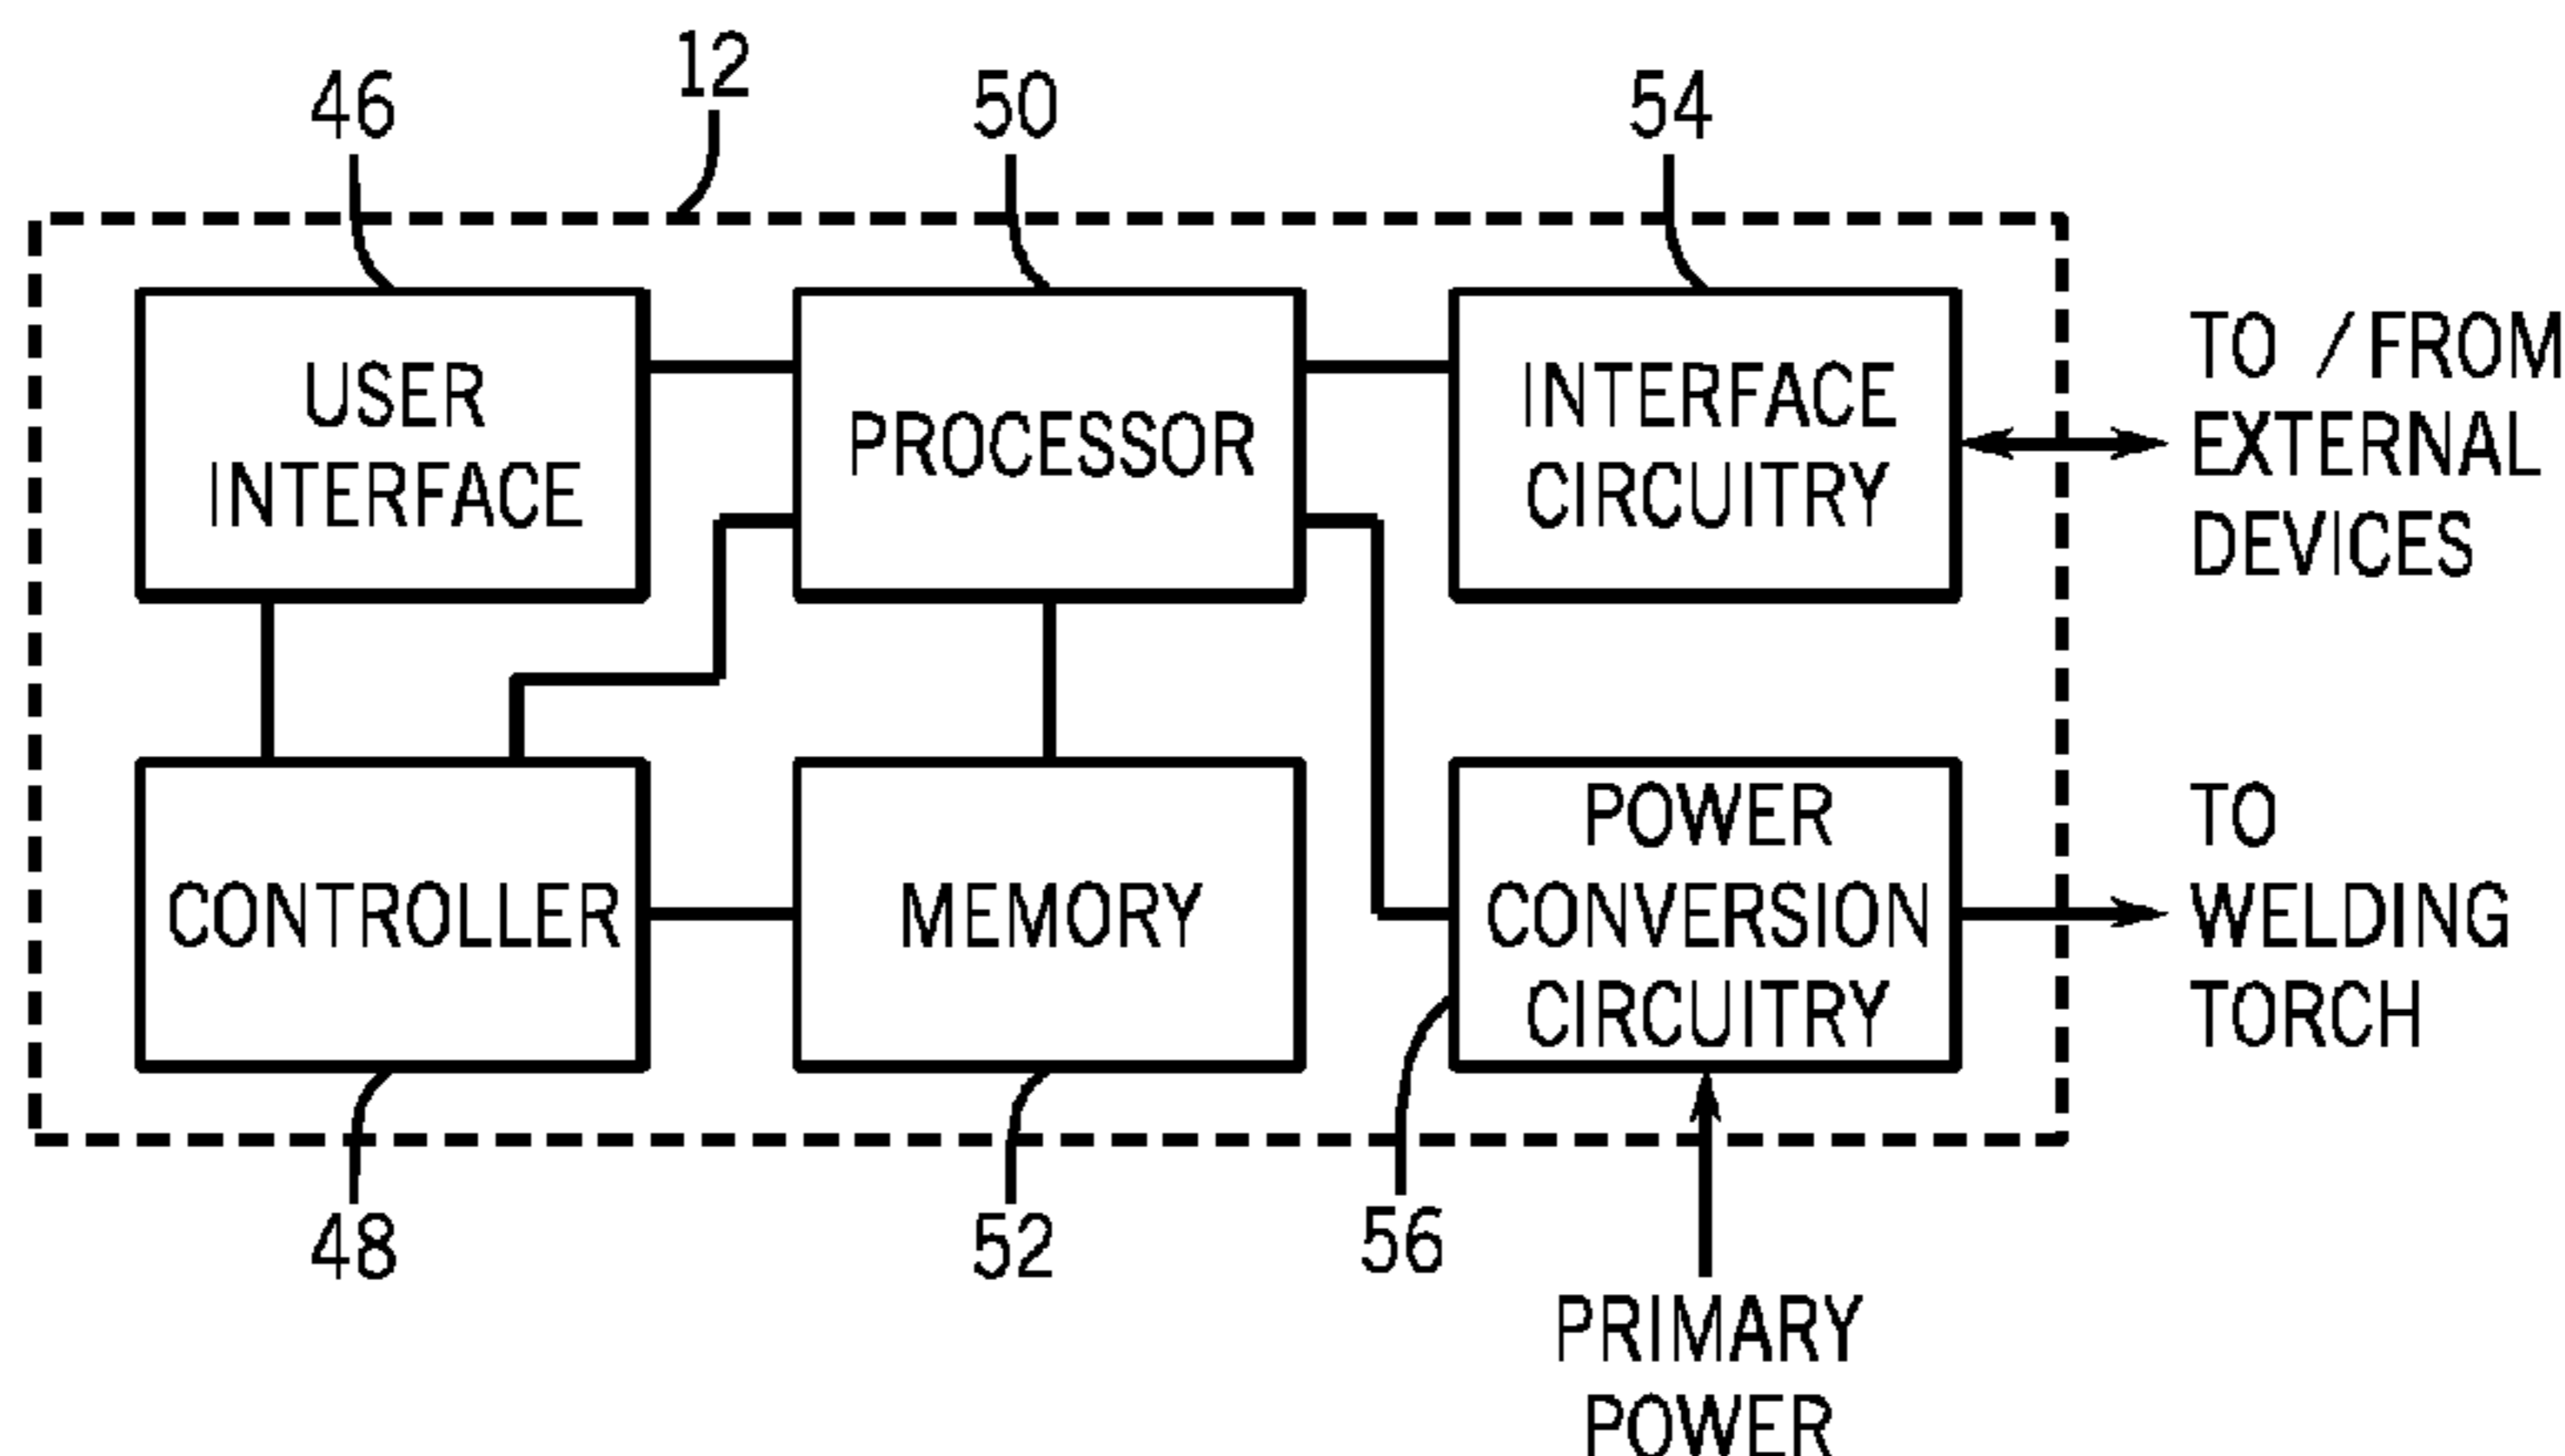 12
46
50
54
USER
INTERFACE
PROCESSOR
INTERFACE
CIRCUITRY
TO / FROM
EXTERNAL
DEVICES
CONTROLLER
MEMORY
POWER
CONVERSION
CIRCUITRY
TO
WELDING
TORCH
48
52
56
PRIMARY
POWER